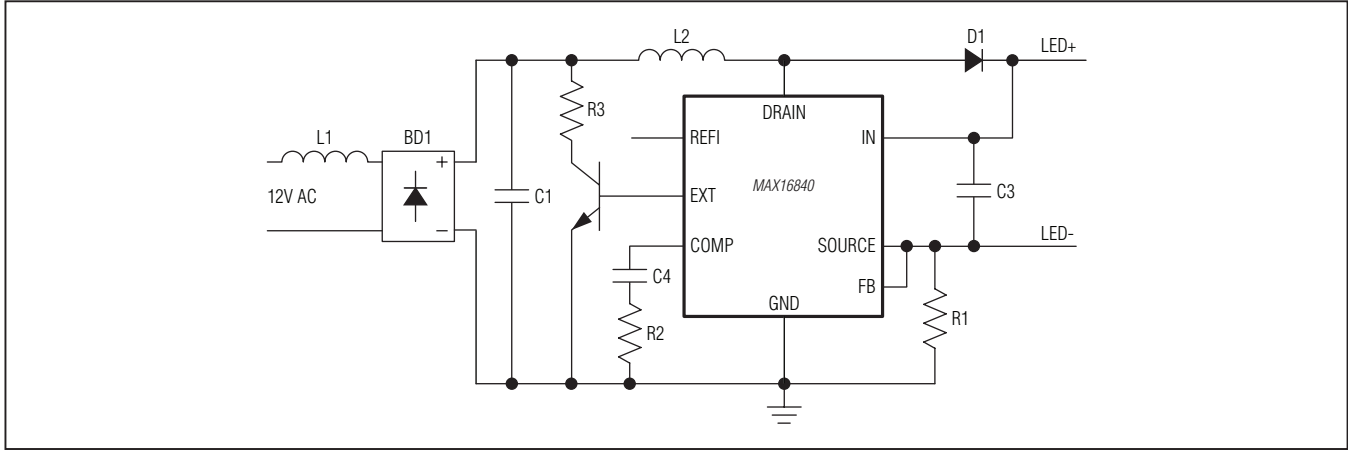 L2
D1
LED+
R3
DRAIN
L1
BD1
REFI
IN
+
12V AC
C1
EXT
MAX16840
C3
−
COMP
SOURCE
LED-
C4
FB
GND
R2
R1